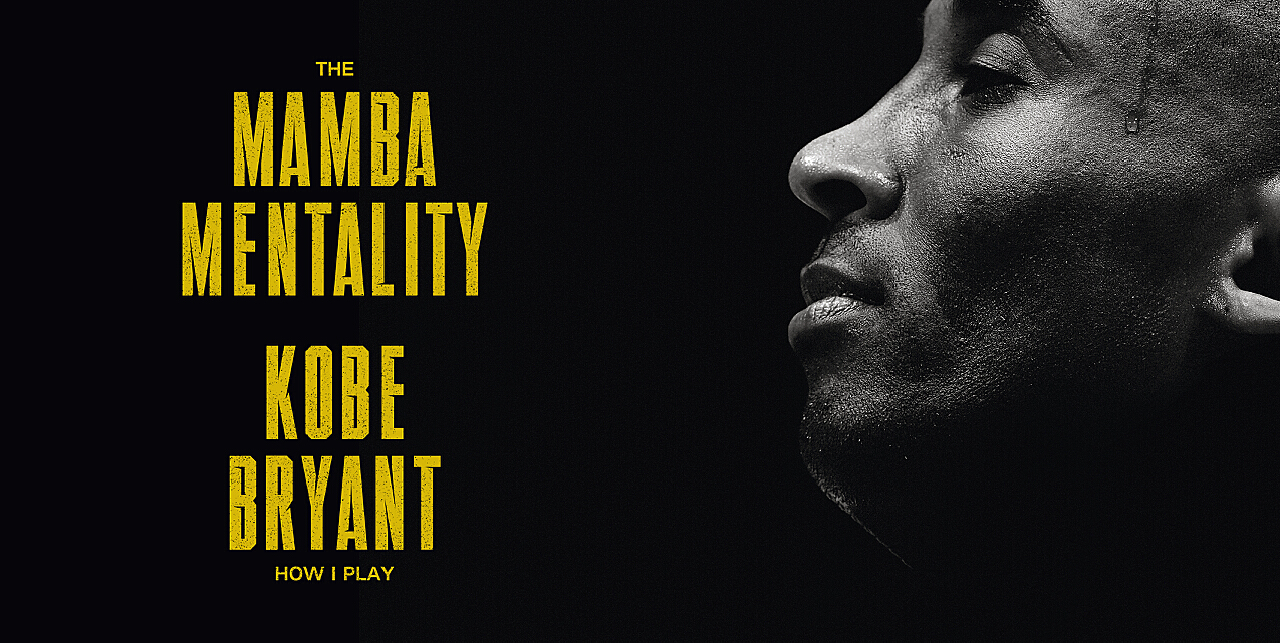 THE
MAMBA
MENTALITY
KOBE
BRYANT
HOW I PLAY